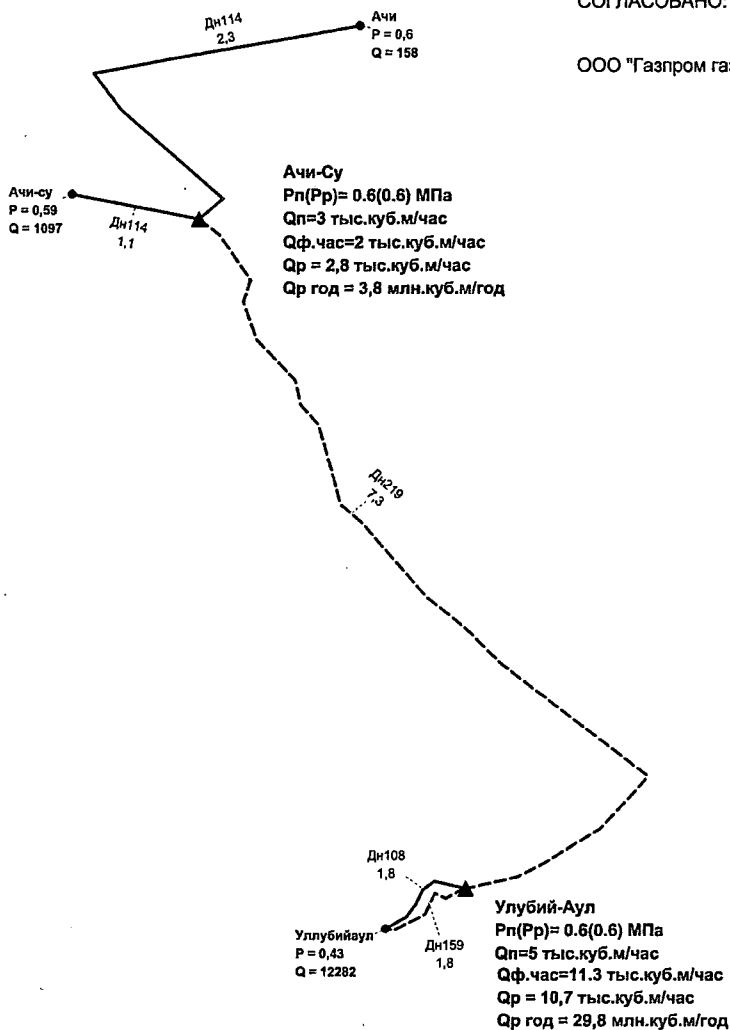 СОГЛАСОВАНО:
ООО "Газпром газ
Дн114
2,3
Ачи
P = 0,6
Q = 158
Ачи-су
P = 0,59
Q = 1097
Дн114
1,1
Ачи-Су
Рп(Рр)= 0.6(0.6) МПа
Qп=3 тыс.куб.м/час
Qф.час=2 тыс.куб.м/час
Qр = 2,8 тыс.куб.м/час
Qр год = 3,8 млн.куб.м/год
Дн219
7,3
Дн108
1,8
Уллубийаул
P = 0,43
Q = 12282
Дн159
1,8
Улубий-Аул
Рп(Рр)= 0.6(0.6) МПа
Qп=5 тыс.куб.м/час
Qф.час=11.3 тыс.куб.м/час
Qр = 10,7 тыс.куб.м/час
Qр год = 29,8 млн.куб.м/год